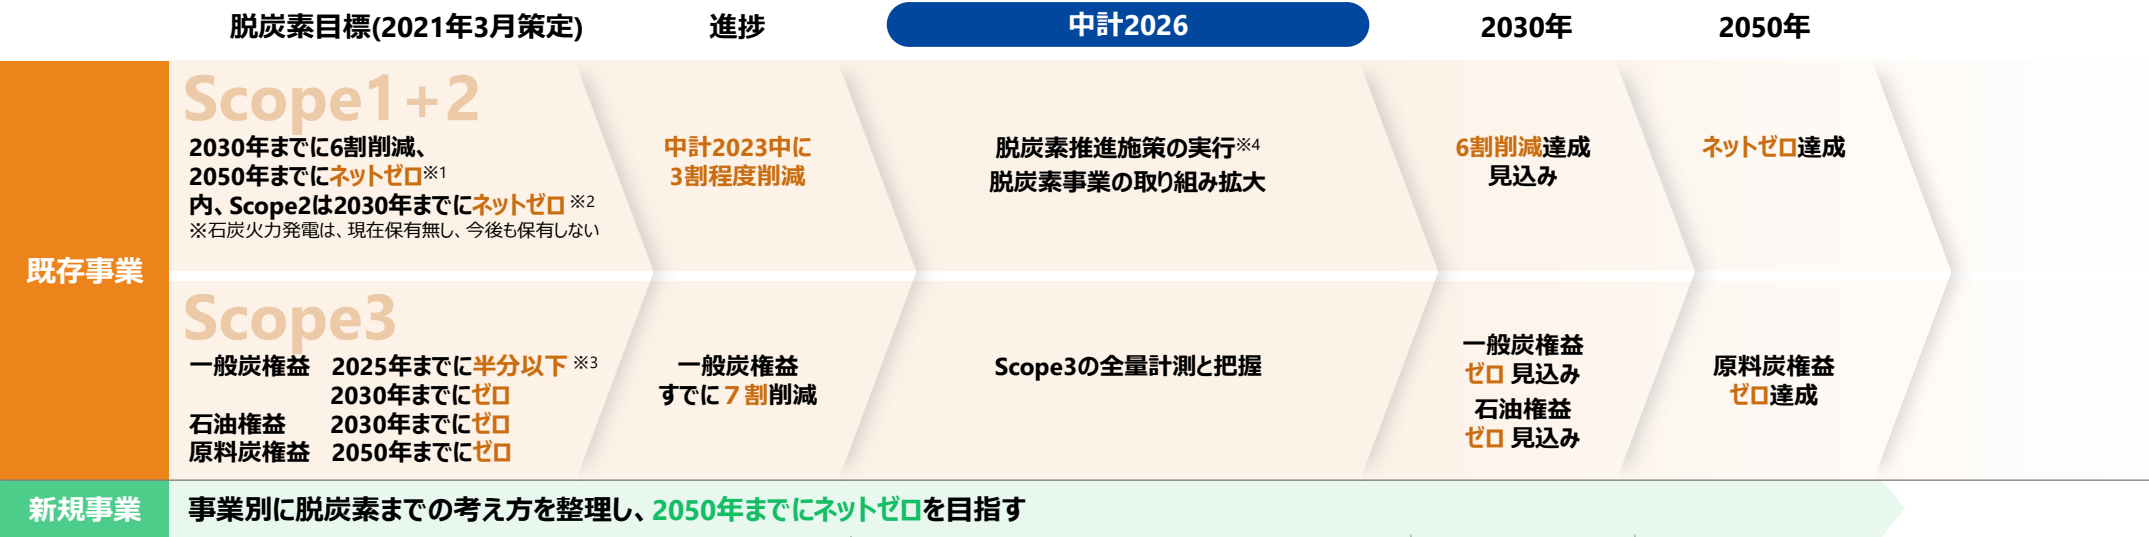 脱炭素目標(2021年3月策定)
進捗
中計2026
2030年
2050年
既存事業
Scope1+2
2030年までに6割削減、
2050年までにネットゼロ※1
内、Scope2は2030年までにネットゼロ ※2
※石炭火力発電は、現在保有無し、今後も保有しない
中計2023中に
3割程度削減
脱炭素推進施策の実行※4
脱炭素事業の取り組み拡大
6割削減達成
見込み
ネットゼロ達成
Scope3
一般炭権益 2025年までに半分以下 ※3
2030年までにゼロ
石油権益 2030年までにゼロ
原料炭権益 2050年までにゼロ
一般炭権益
すでに７割削減
Scope3の全量計測と把握
一般炭権益
ゼロ 見込み
石油権益
ゼロ 見込み
原料炭権益
ゼロ達成
新規事業
事業別に脱炭素までの考え方を整理し、2050年までにネットゼロを目指す